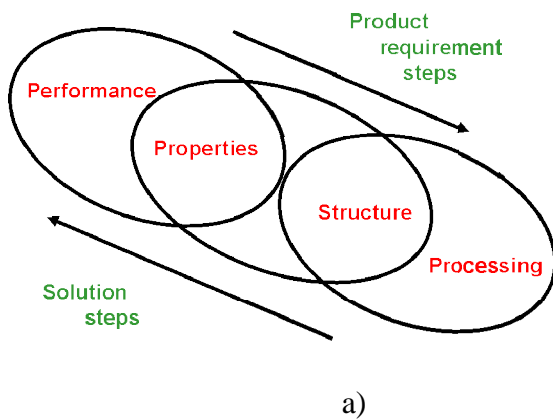 Product
requirement
steps
Performance
Properties
Structure
Processing
Solution
steps
a)